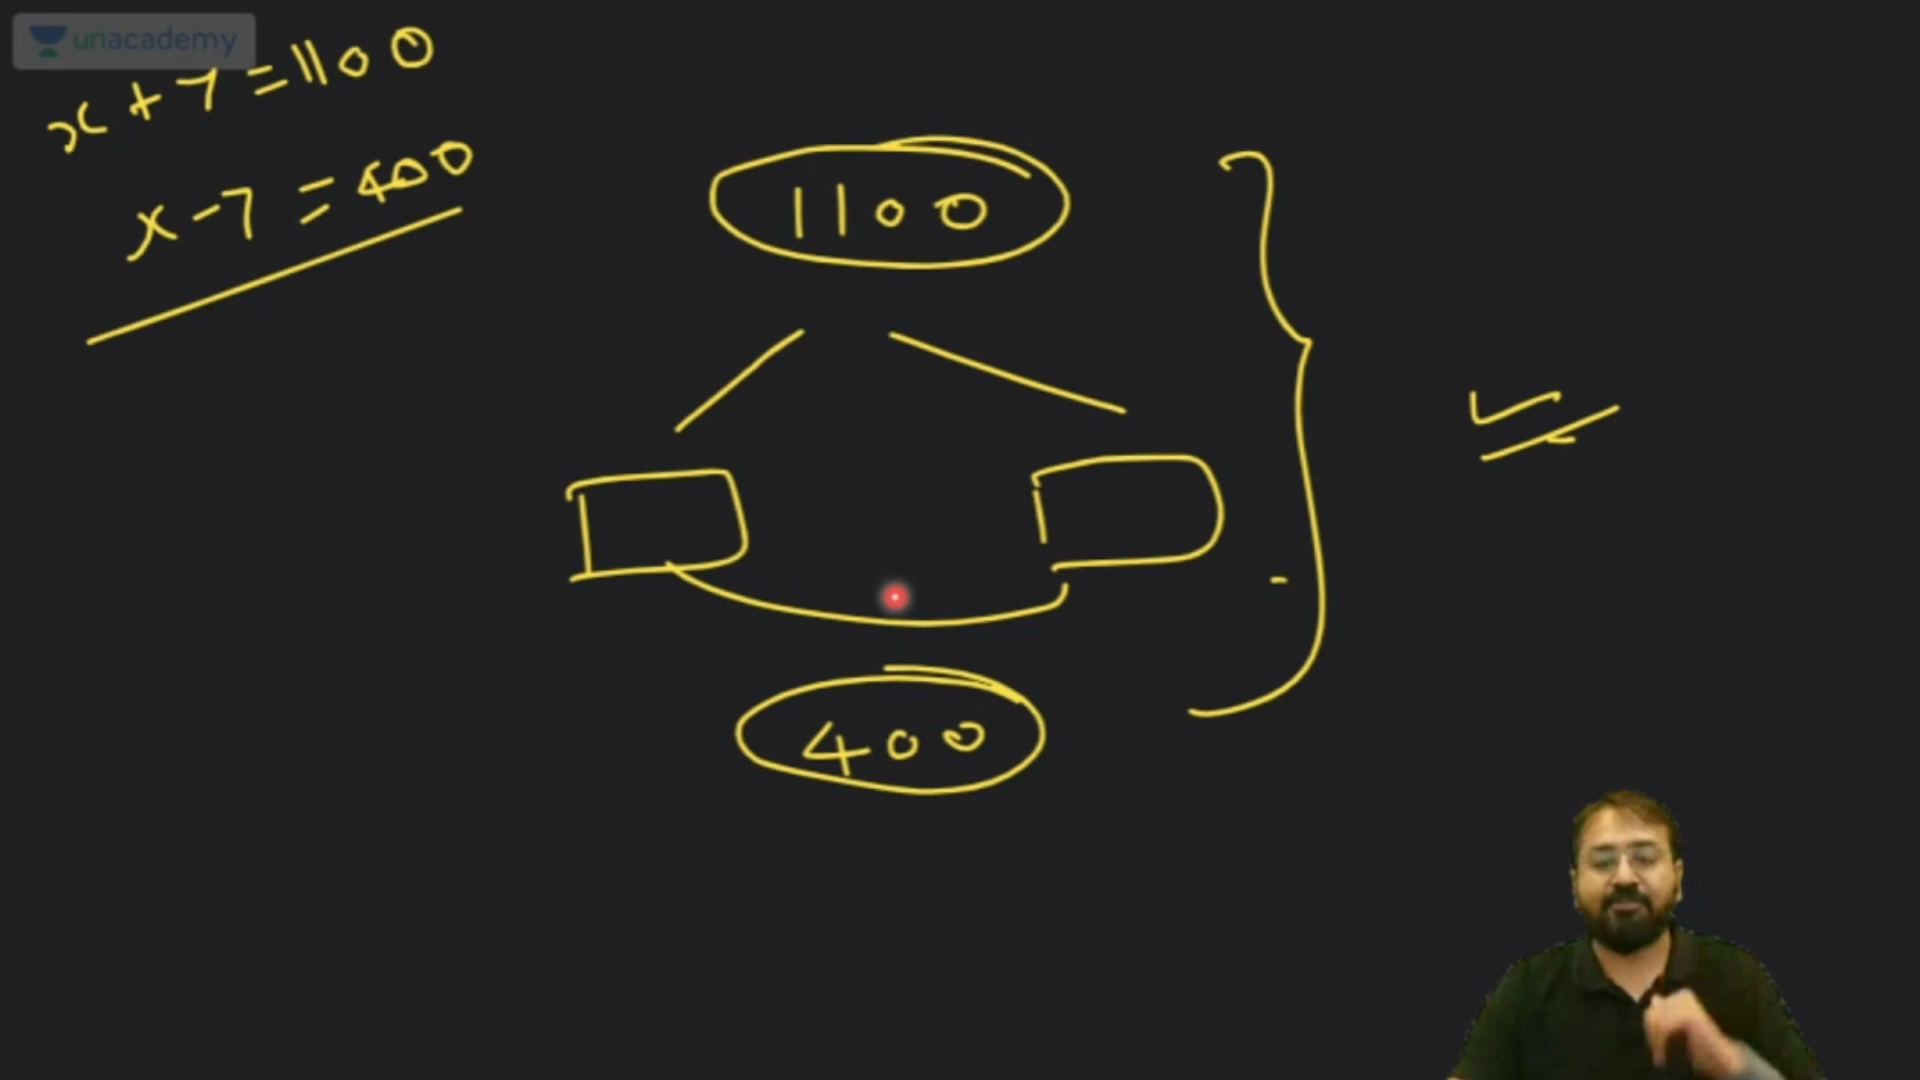 unacademy
x + y = 1100
x - y = 400
1100
400